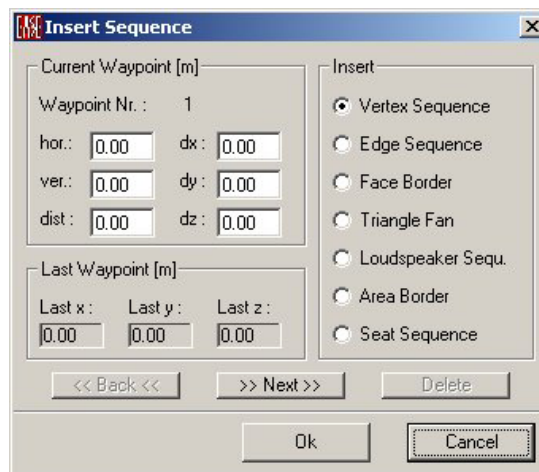 EASE Insert Sequence
Current Waypoint [m]
Waypoint Nr. : 1
hor.: 0.00 dx : 0.00
ver.: 0.00 dy : 0.00
dist : 0.00 dz : 0.00
Last Waypoint [m]
Last x : Last y : Last z :
0.00 0.00 0.00
Insert
Vertex Sequence
Edge Sequence
Face Border
Triangle Fan
Loudspeaker Sequ.
Area Border
Seat Sequence
<< Back << >> Next >> Delete
Ok Cancel